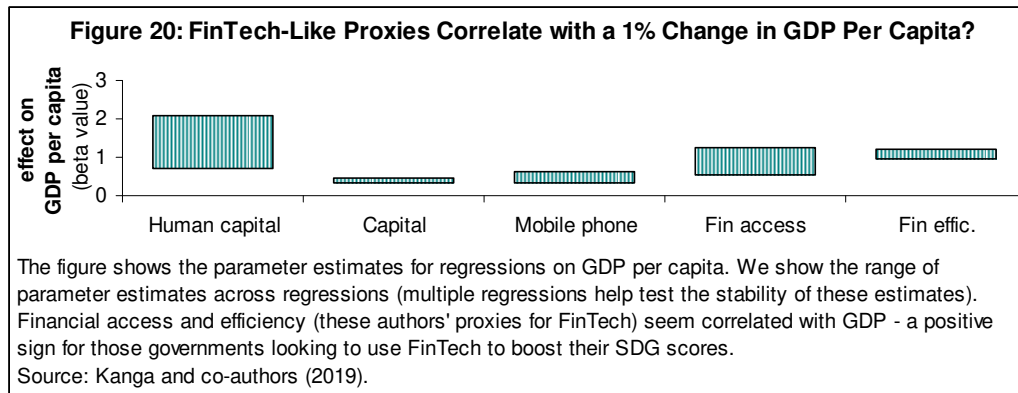 Figure 20: FinTech-Like Proxies Correlate with a 1% Change in GDP Per Capita?
effect on
GDP per capita
(beta value)
3
2
1
0
Human capital
Capital
Mobile phone
Fin access
Fin effic.
The figure shows the parameter estimates for regressions on GDP per capita. We show the range of
parameter estimates across regressions (multiple regressions help test the stability of these estimates).
Financial access and efficiency (these authors' proxies for FinTech) seem correlated with GDP - a positive
sign for those governments looking to use FinTech to boost their SDG scores.
Source: Kanga and co-authors (2019).